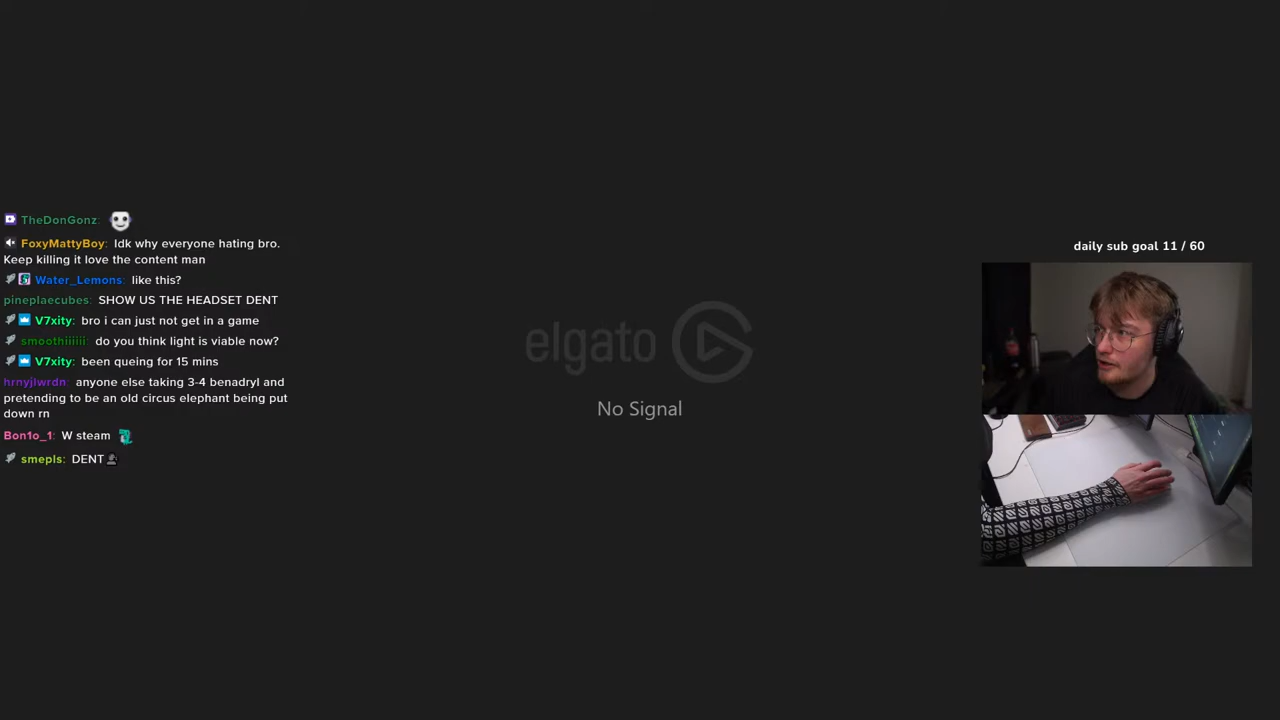 TheDonGonz:
FoxyMattyBoy: Idk why everyone hating bro.
Keep killing it love the content man
Water_Lemons: like this?
pineplaecubes: SHOW US THE HEADSET DENT
V7xity: bro i can just not get in a game
smoothiiiiii: do you think light is viable now?
V7xity: been queing for 15 mins
hrnyjlwrdn: anyone else taking 3-4 benadryl and
pretending to be an old circus elephant being put
down rn
Bon1o_1: W steam
smepls: DENT
elgato
No Signal
daily sub goal 11 / 60